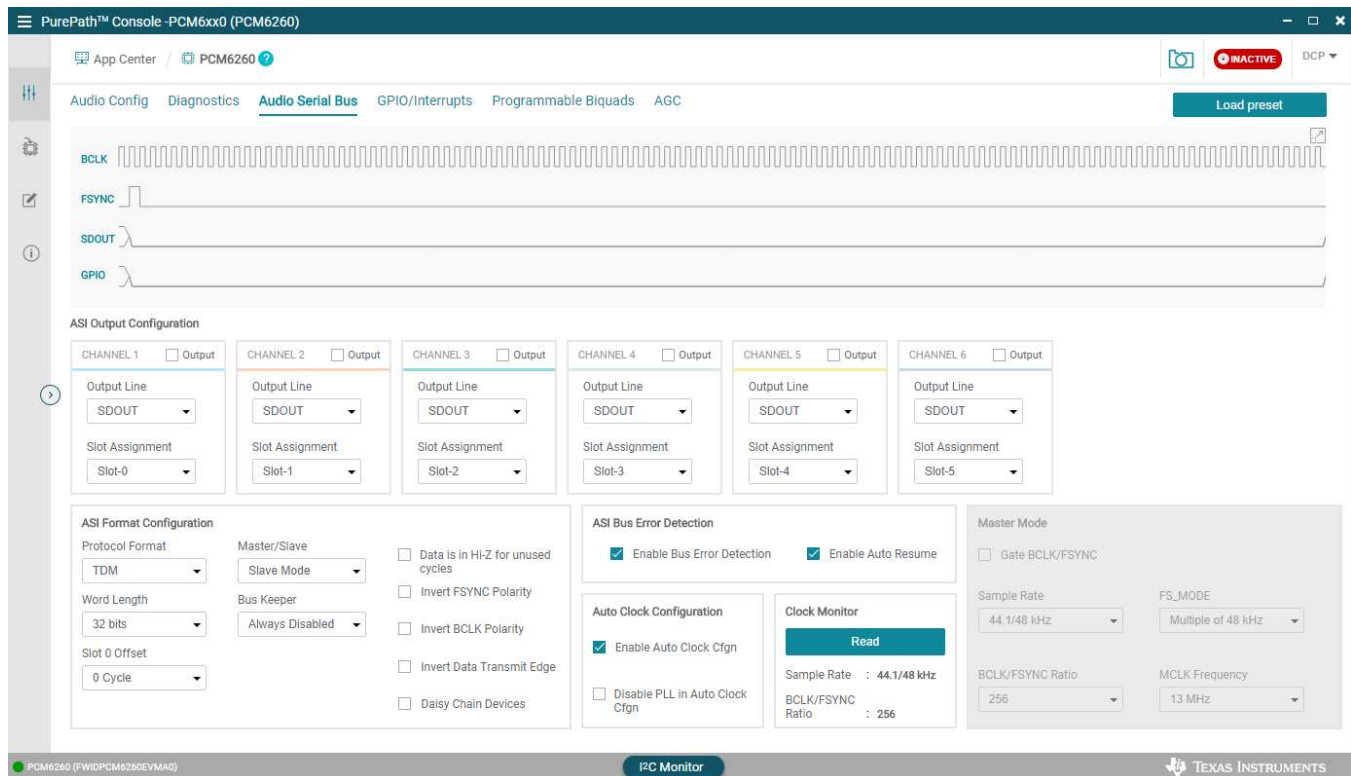 PurePath™ Console -PCM6xx0 (PCM6260)
App Center / PCM6260 ?
INACTIVE
DCP
Audio Config Diagnostics Audio Serial Bus GPIO/Interrupts Programmable Biquads AGC
Load preset
BCLK
FSYNC
SDOUT
GPIO
ASI Output Configuration
CHANNEL 1 Output CHANNEL 2 Output CHANNEL 3 Output CHANNEL 4 Output CHANNEL 5 Output CHANNEL 6 Output
Output Line Output Line Output Line Output Line Output Line Output Line
SDOUT SDOUT SDOUT SDOUT SDOUT SDOUT
Slot Assignment Slot Assignment Slot Assignment Slot Assignment Slot Assignment Slot Assignment
Slot-0 Slot-1 Slot-2 Slot-3 Slot-4 Slot-5
ASI Format Configuration
Protocol Format
TDM
Word Length
32 bits
Slot 0 Offset
0 Cycle
Master/Slave
Slave Mode
Bus Keeper
Always Disabled
Data is in Hi-Z for unused
cycles
Invert FSYNC Polarity
Invert BCLK Polarity
Invert Data Transmit Edge
Daisy Chain Devices
ASI Bus Error Detection
Enable Bus Error Detection Enable Auto Resume
Auto Clock Configuration
Enable Auto Clock Cfgn
Disable PLL in Auto Clock
Cfgn
Clock Monitor
Read
Sample Rate : 44.1/48 kHz
BCLK/FSYNC
Ratio : 256
Master Mode
Gate BCLK/FSYNC
Sample Rate FS_MODE
44.1/48 kHz Multiple of 48 kHz
BCLK/FSYNC Ratio MCLK Frequency
256 13 MHz
PCM6260 (FWIDPCM6260EVMA0)
I²C Monitor
TEXAS INSTRUMENTS